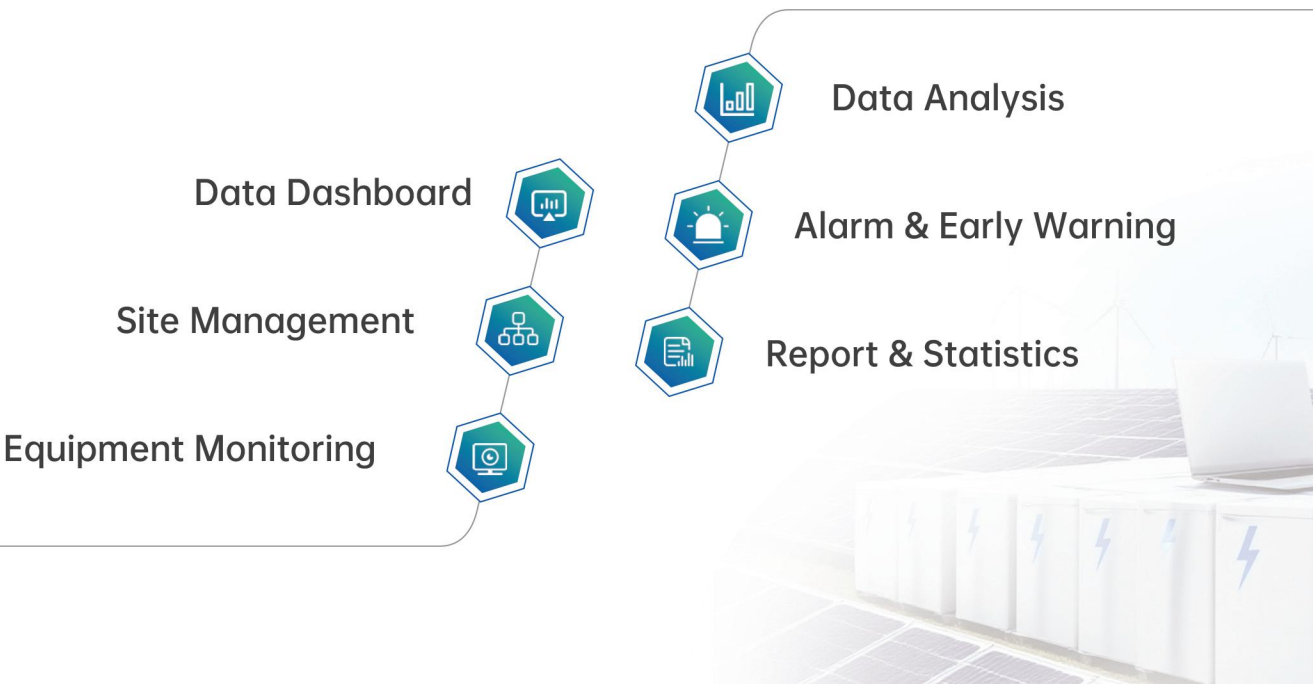 Data Dashboard
Site Management
Equipment Monitoring
Data Analysis
Alarm & Early Warning
Report & Statistics